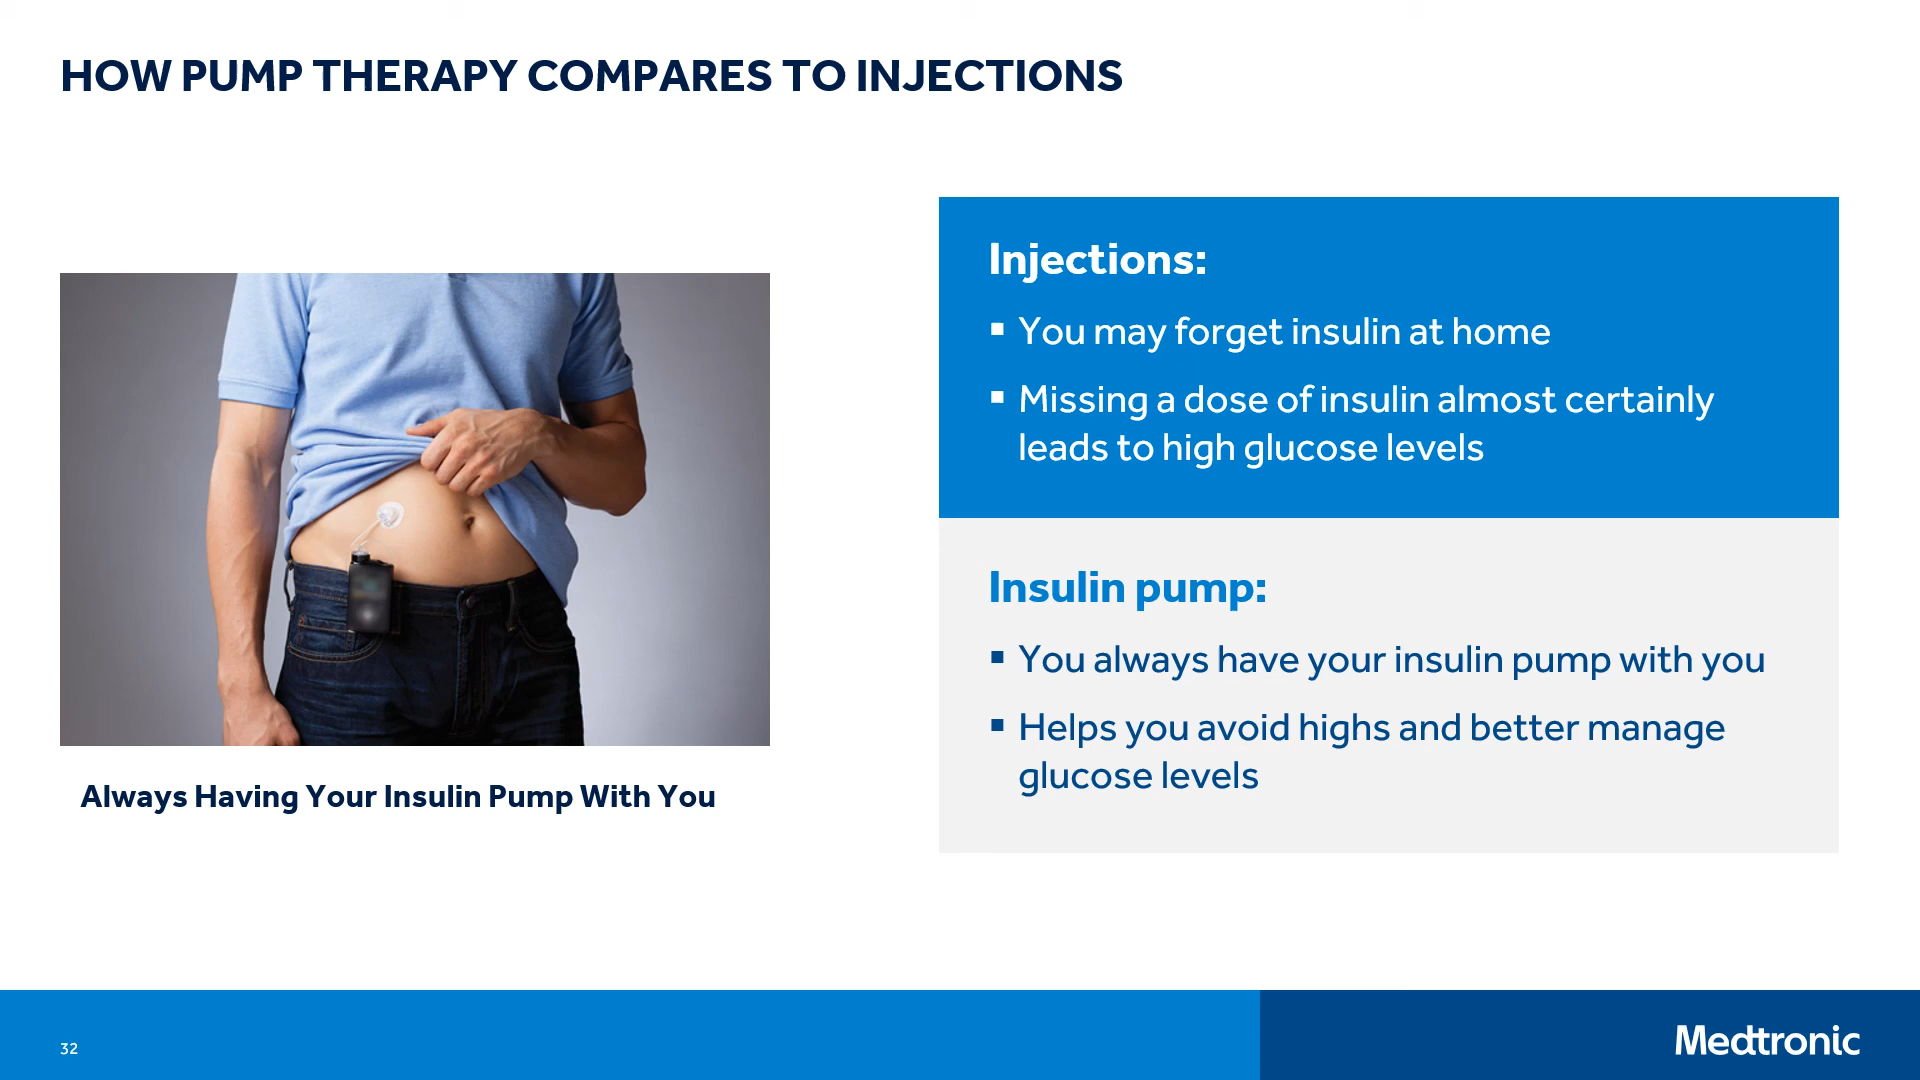 HOW PUMP THERAPY COMPARES TO INJECTIONS
Always Having Your Insulin Pump With You
Injections:
▪ You may forget insulin at home
▪ Missing a dose of insulin almost certainly
leads to high glucose levels
Insulin pump:
▪ You always have your insulin pump with you
▪ Helps you avoid highs and better manage
glucose levels
32
Medtronic